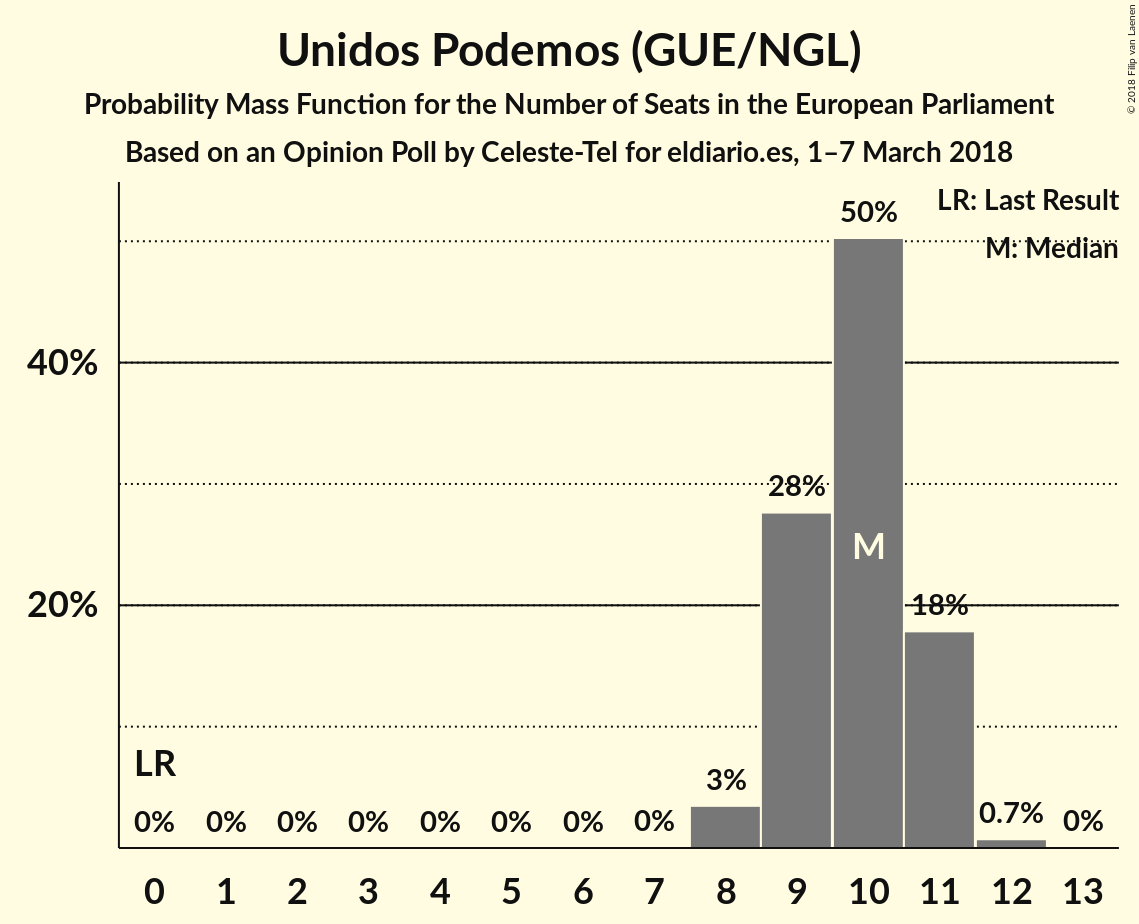 Unidos Podemos (GUE/NGL)
Probability Mass Function for the Number of Seats in the European Parliament
Based on an Opinion Poll by Celeste-Tel for eldiario.es, 1–7 March 2018
© 2018 Filip van Laenen
LR: Last Result
M: Median
50%
40%
28%
M
20%
18%
LR
3%
0% 0% 0% 0% 0% 0% 0% 0% 0.7% 0%
0 1 2 3 4 5 6 7 8 9 10 11 12 13